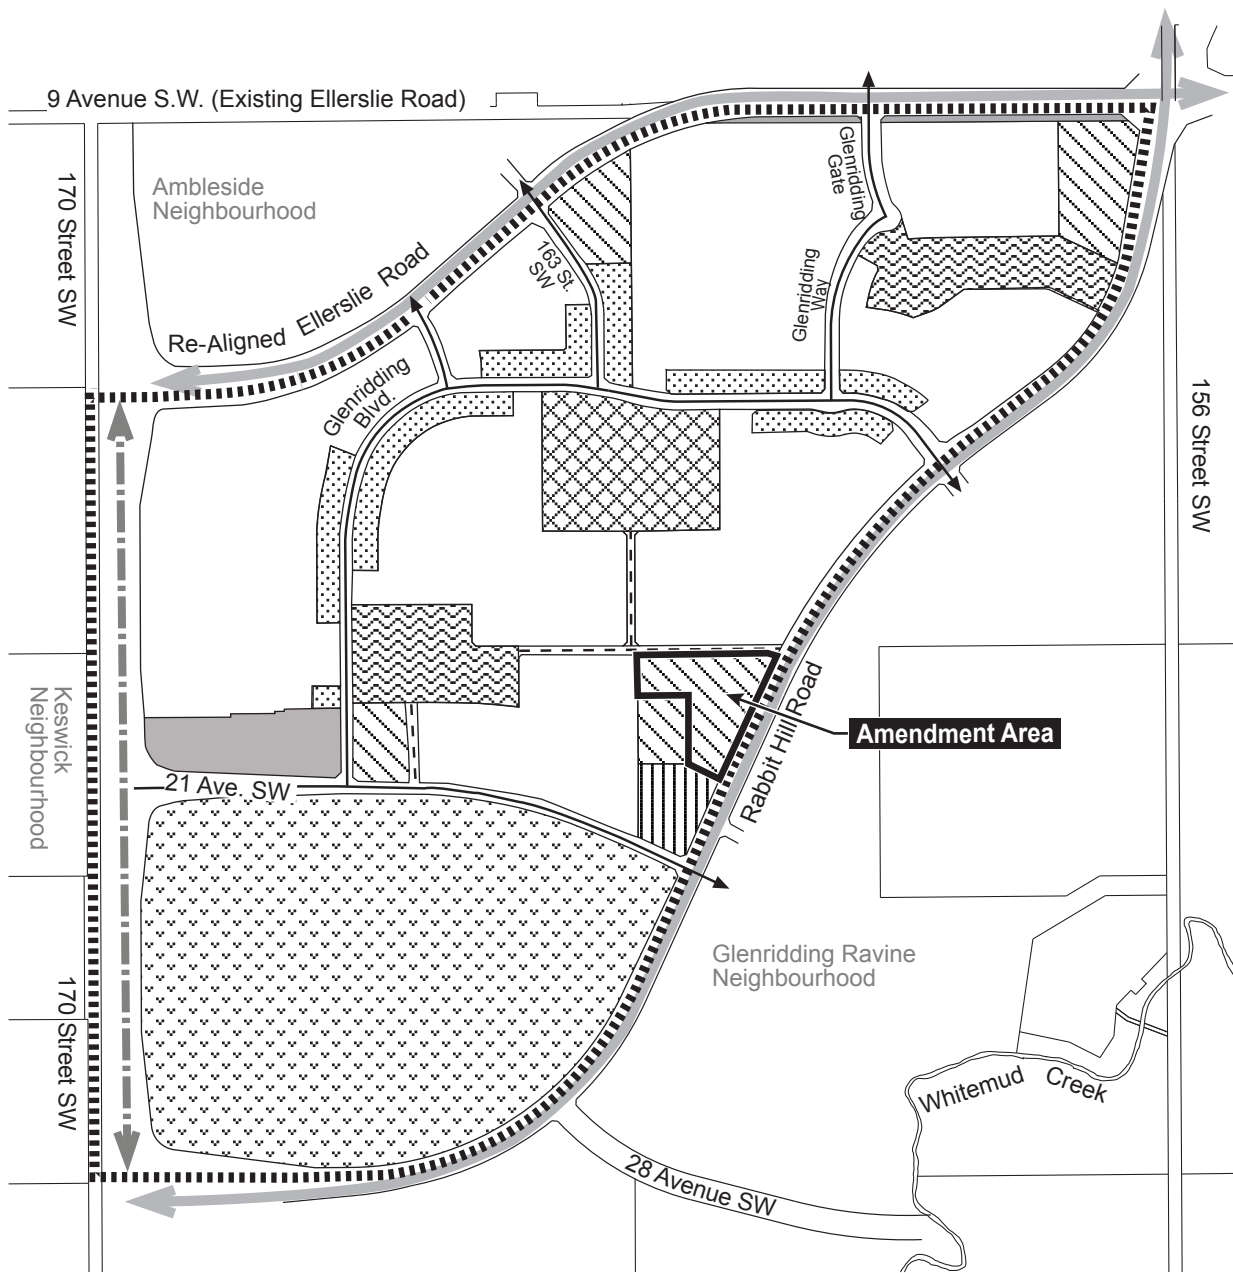 9 Avenue S.W. (Existing Ellerslie Road)
170 Street SW
Ambleside
Neighbourhood
Glenridding
Gate
163 St.
SW
Glenridding
Way
Re-Aligned Ellerslie Road
Glenridding
Blvd.
156 Street SW
Keswick
Neighbourhood
Amendment Area
Rabbit Hill Road
21 Ave. SW
Glenridding Ravine
Neighbourhood
170 Street SW
Whitemud Creek
28 Avenue SW